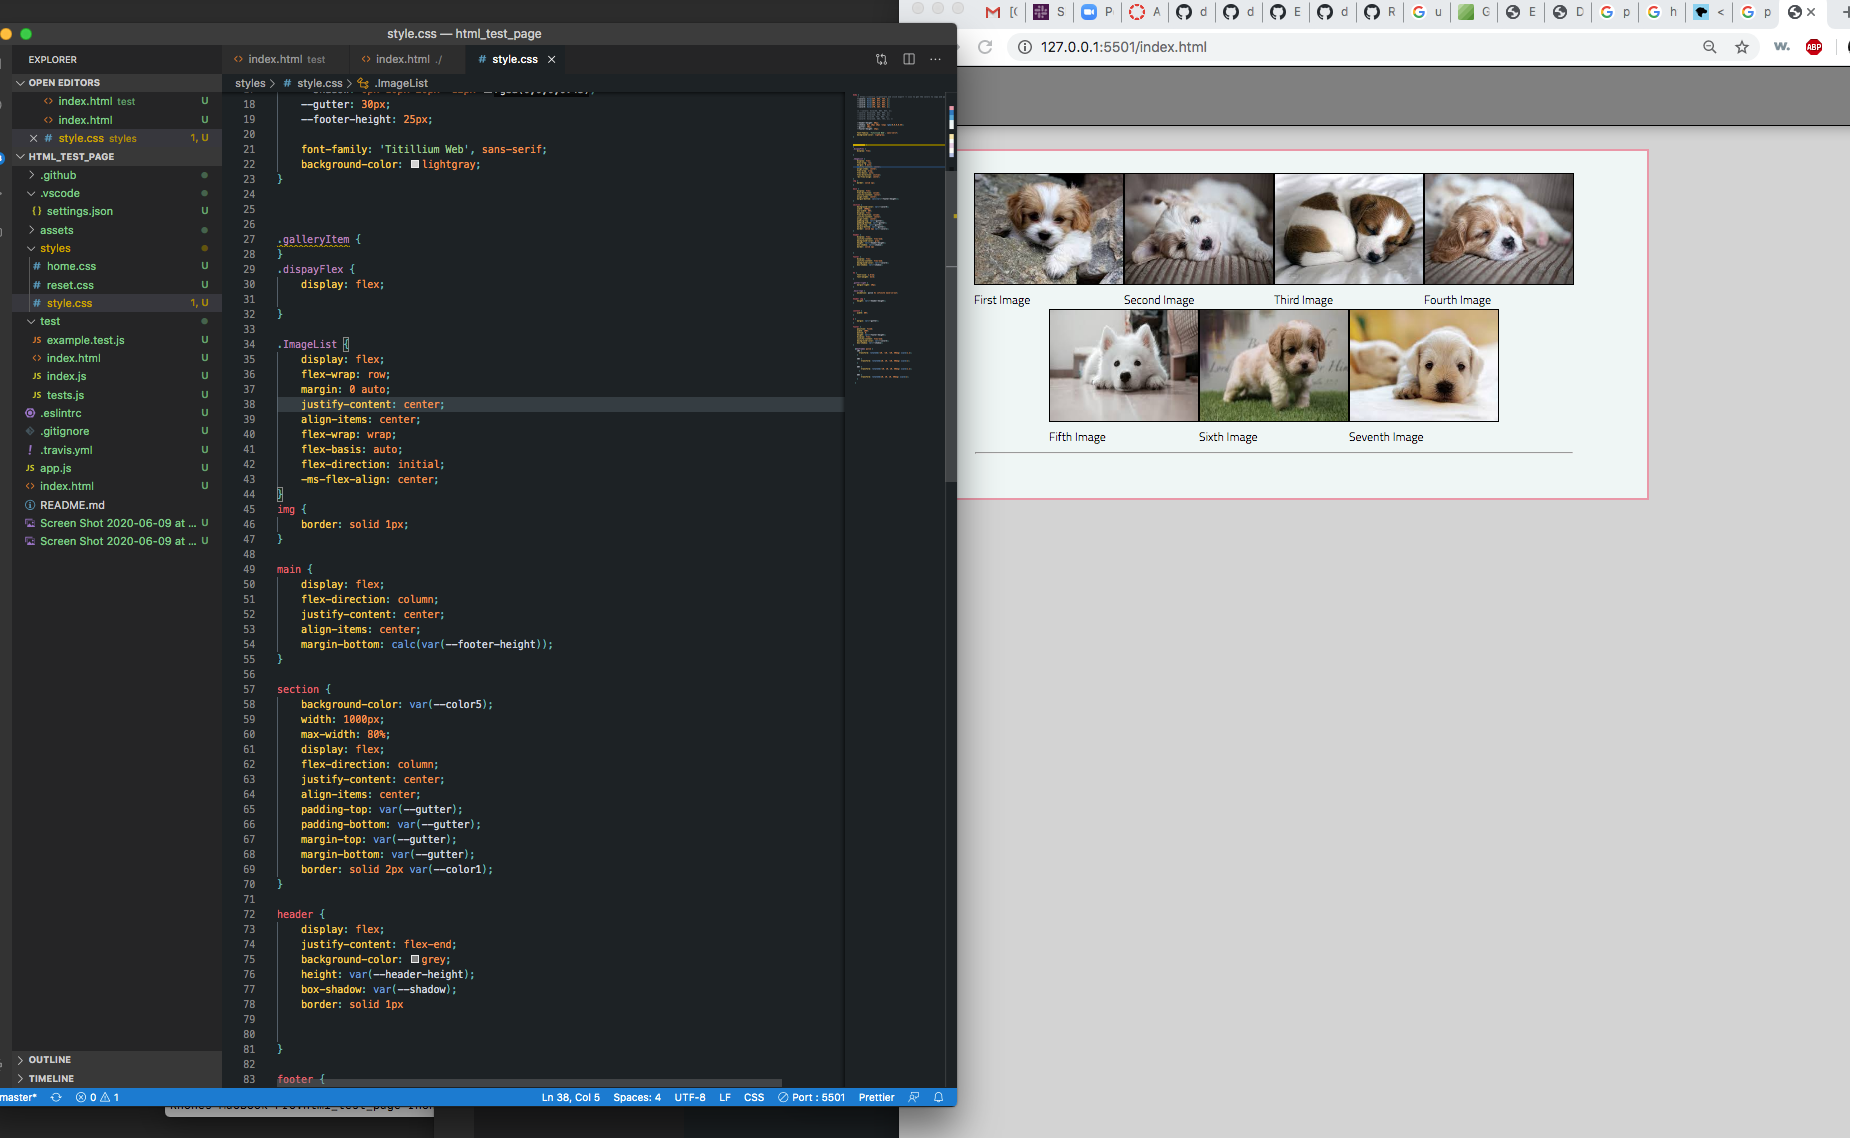 style.css — html_test_page
EXPLORER
OPEN EDITORS
index.html test U
index.html U
style.css styles 1, U
HTML_TEST_PAGE
.github
.vscode
settings.json U
assets
styles
home.css U
reset.css U
style.css 1, U
test
example.test.js U
index.html U
index.js U
tests.js U
.eslintrc U
.gitignore U
.travis.yml U
app.js U
index.html U
README.md
Screen Shot 2020-06-09 at ... U
Screen Shot 2020-06-09 at ... U
OUTLINE
TIMELINE
index.html test
index.html ./
style.css
styles > style.css > .ImageList
18 --gutter: 30px;
19 --footer-height: 25px;
20
21 font-family: 'Titillium Web', sans-serif;
22 background-color: lightgray;
23 }
24
25
26
27 .galleryItem {
28 }
29 .dispayFlex {
30 display: flex;
31
32 }
33
34 .ImageList {
35 display: flex;
36 flex-wrap: row;
37 margin: 0 auto;
38 justify-content: center;
39 align-items: center;
40 flex-wrap: wrap;
41 flex-basis: auto;
42 flex-direction: initial;
43 -ms-flex-align: center;
44 }
45 img {
46 border: solid 1px;
47 }
48
49 main {
50 display: flex;
51 flex-direction: column;
52 justify-content: center;
53 align-items: center;
54 margin-bottom: calc(var(--footer-height));
55 }
56
57 section {
58 background-color: var(--color5);
59 width: 1000px;
60 max-width: 80%;
61 display: flex;
62 flex-direction: column;
63 justify-content: center;
64 align-items: center;
65 padding-top: var(--gutter);
66 padding-bottom: var(--gutter);
67 margin-top: var(--gutter);
68 margin-bottom: var(--gutter);
69 border: solid 2px var(--color1);
70 }
71
72 header {
73 display: flex;
74 justify-content: flex-end;
75 background-color: grey;
76 height: var(--header-height);
77 box-shadow: var(--shadow);
78 border: solid 1px
79
80
81 }
82
83 footer {
master* 0 1 Ln 38, Col 5 Spaces: 4 UTF-8 LF CSS Port : 5501 Prettier
S P A d d E d R u G E D p h < p
127.0.0.1:5501/index.html
w. ABP
First Image Second Image Third Image Fourth Image
Fifth Image Sixth Image Seventh Image